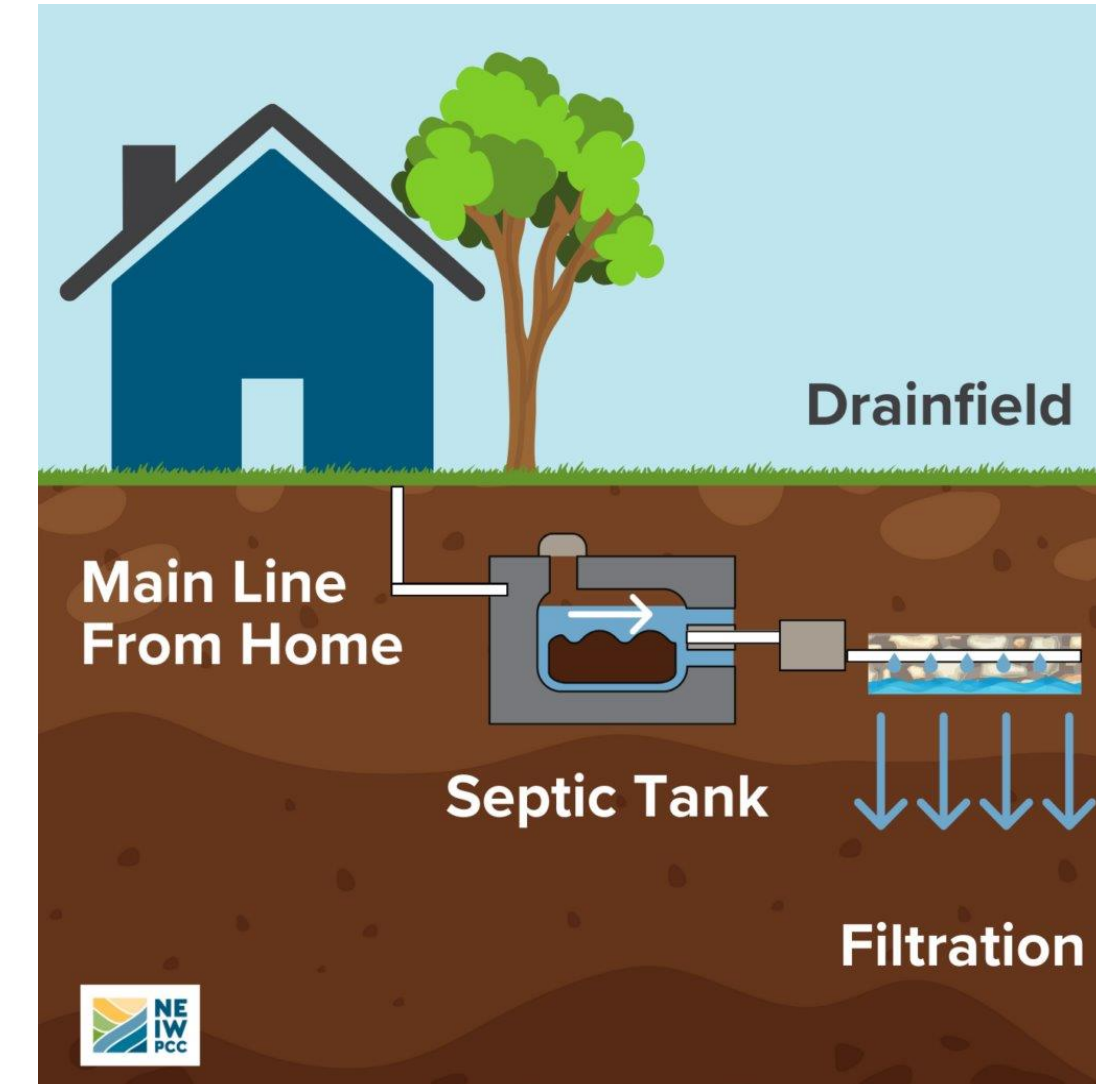 Drainfield
Main Line
From Home
Septic Tank
Filtration
NE
IW
PCC